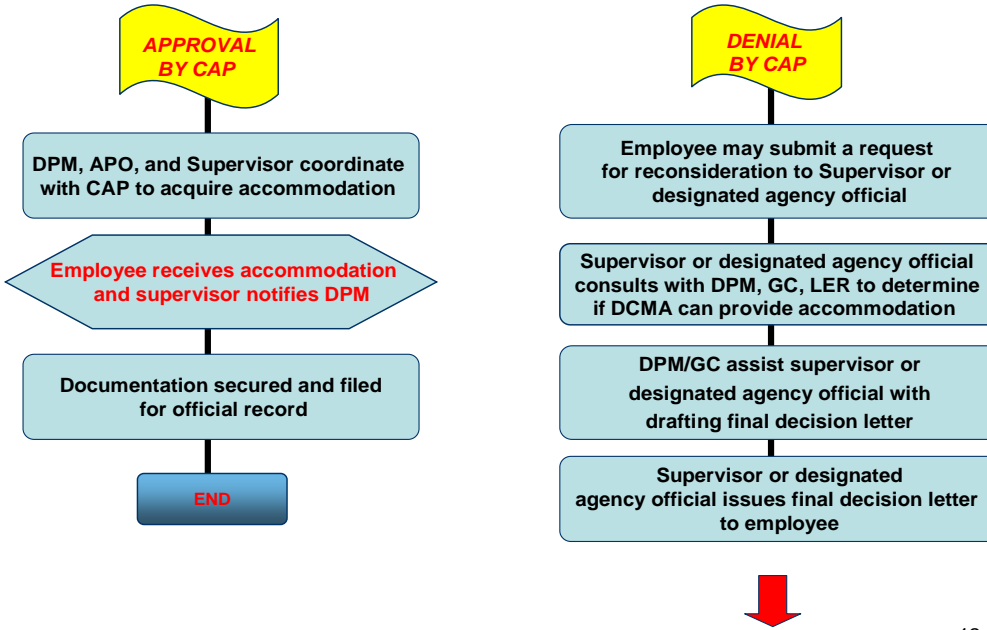 APPROVAL
BY CAP
DPM, APO, and Supervisor coordinate
with CAP to acquire accommodation
Employee receives accommodation
and supervisor notifies DPM
Documentation secured and filed
for official record
END
DENIAL
BY CAP
Employee may submit a request
for reconsideration to Supervisor or
designated agency official
Supervisor or designated agency official
consults with DPM, GC, LER to determine
if DCMA can provide accommodation
DPM/GC assist supervisor or
designated agency official with
drafting final decision letter
Supervisor or designated
agency official issues final decision letter
to employee